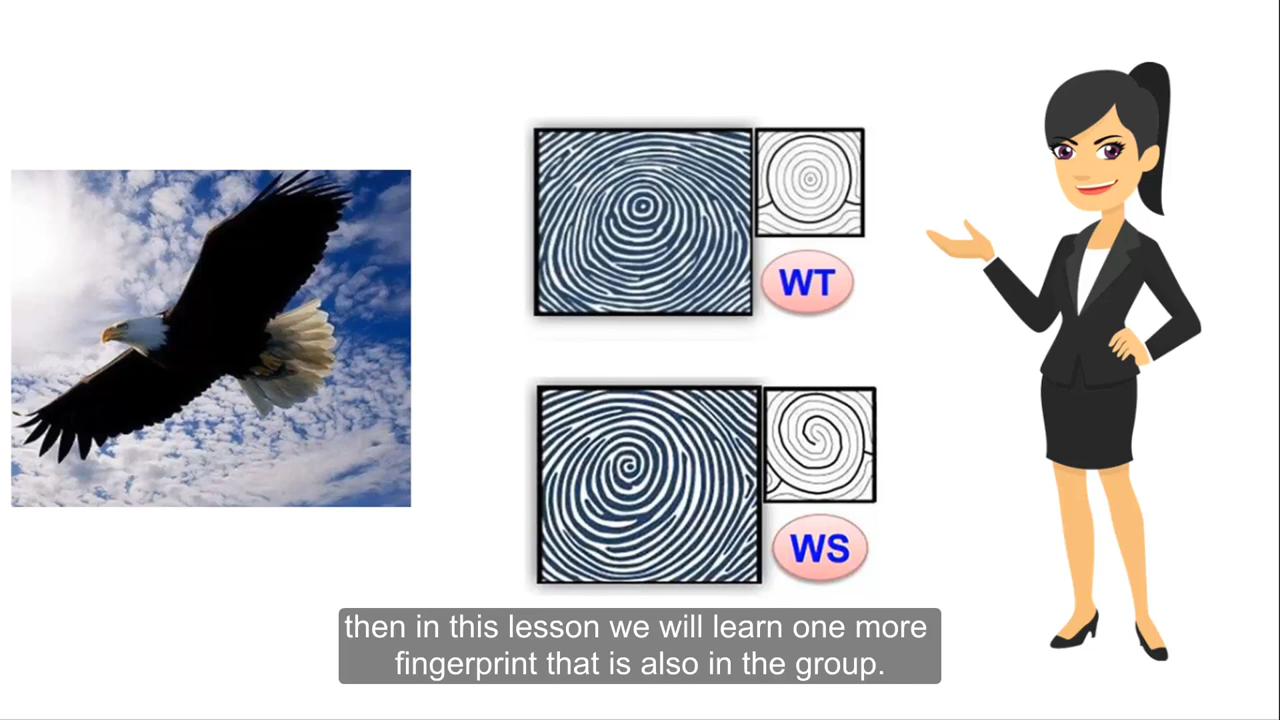 WT
WS
then in this lesson we will learn one more
fingerprint that is also in the group.